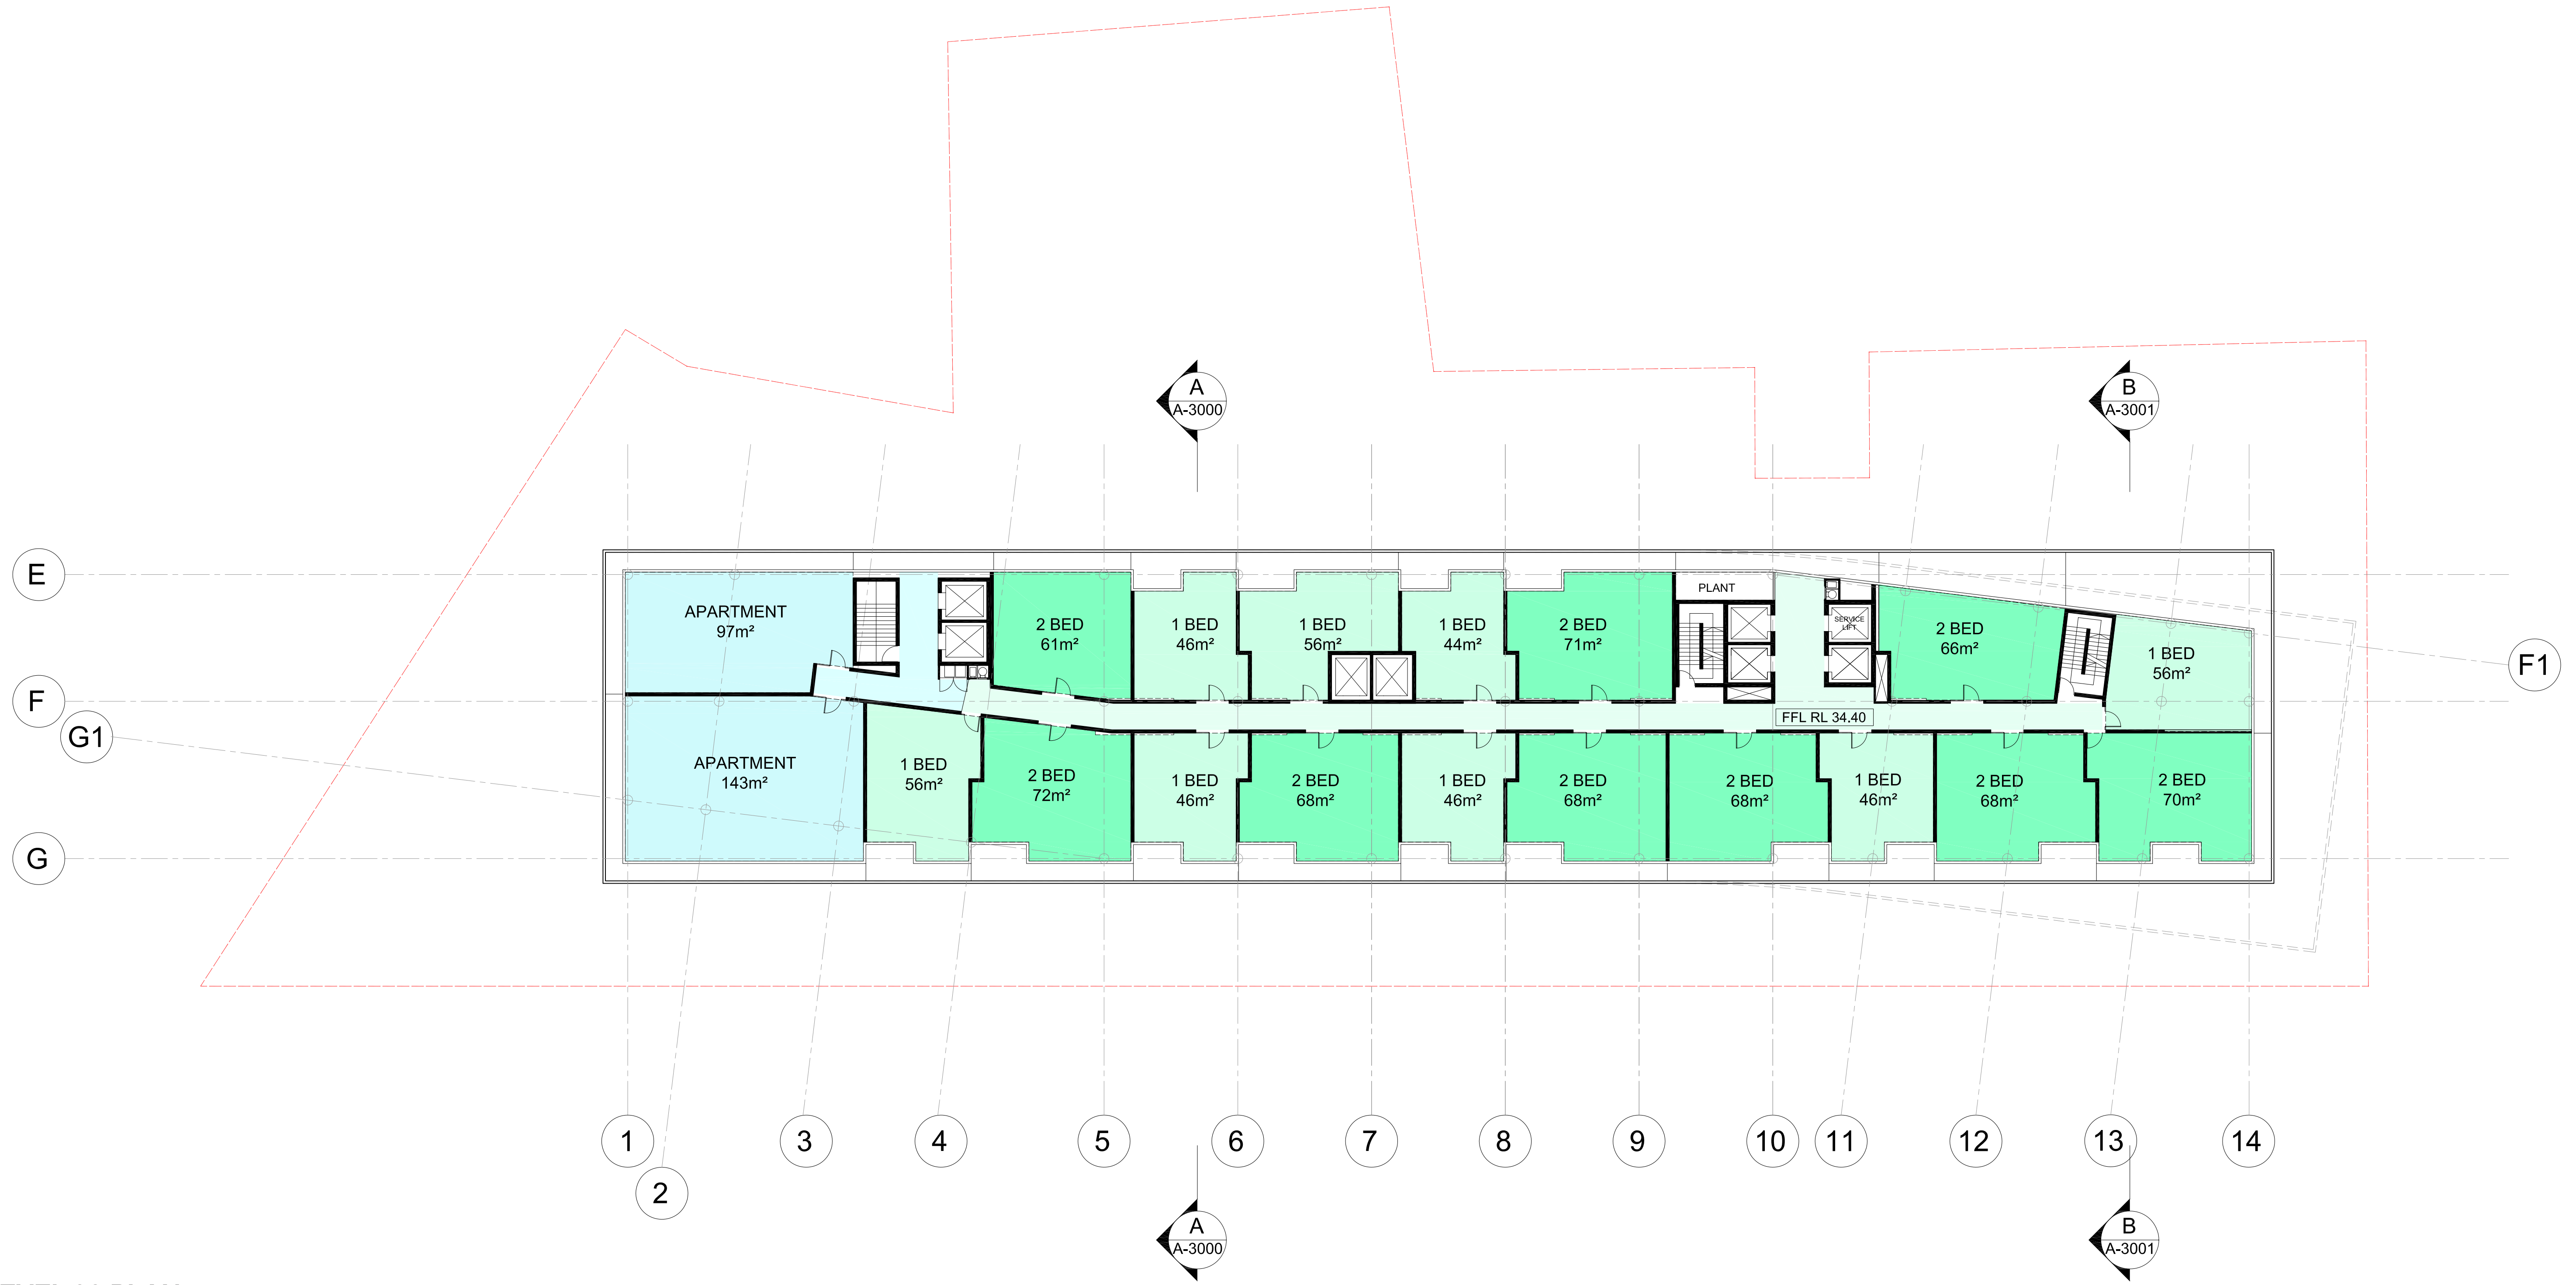 A
A-3000
B
A-3001
E
F
G1
G
F1
APARTMENT
97m²
2 BED
61m²
1 BED
46m²
1 BED
56m²
1 BED
44m²
2 BED
71m²
PLANT
SERVICE
LIFT
2 BED
66m²
1 BED
56m²
FFL RL 34.40
APARTMENT
143m²
1 BED
56m²
2 BED
72m²
1 BED
46m²
2 BED
68m²
1 BED
46m²
2 BED
68m²
2 BED
68m²
1 BED
46m²
2 BED
68m²
2 BED
70m²
1
2
3
4
5
6
7
8
9
10
11
12
13
14
A
A-3000
B
A-3001